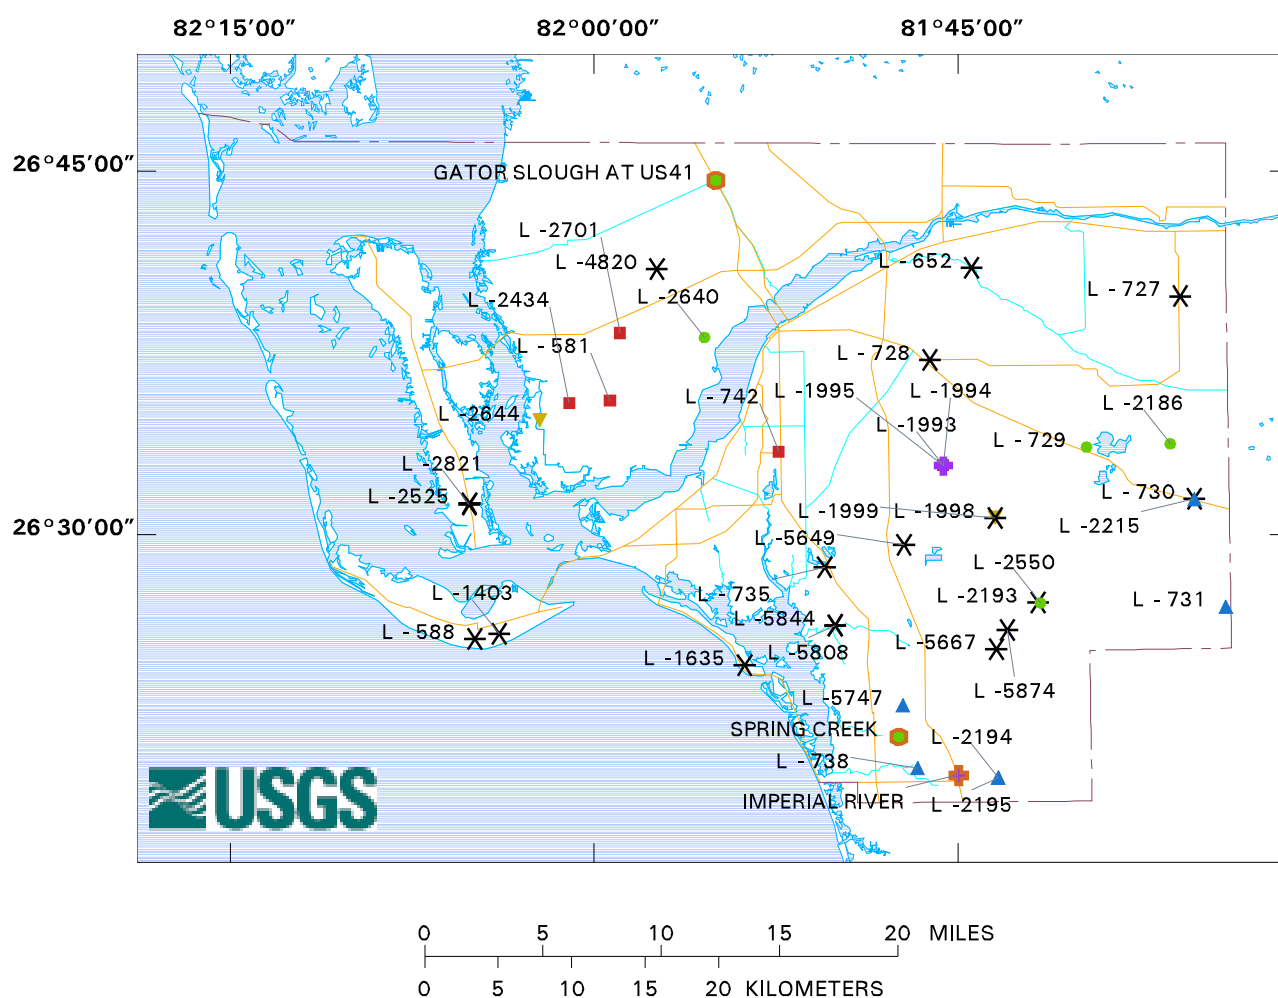 82°15′00″ 82°00′00″ 81°45′00″
26°45′00″
GATOR SLOUGH AT US41
L -2701
L -4820
L - 652
L -2434
L -2640
L - 727
L - 581
L - 728
L - 742
L -1995
L -1994
L -2644
L -1993
L -2186
L - 729
L -2821
L -2525
L - 730
L -1999
L -1998
L -2215
26°30′00″
L -5649
L -2550
L -1403
L - 735
L -2193
L - 731
L - 588
L -5844
L -5808
L -5667
L -1635
L -5874
L -5747
SPRING CREEK
L -2194
L - 738
IMPERIAL RIVER
L -2195
USGS
0 5 10 15 20 MILES
0 5 10 15 20 KILOMETERS